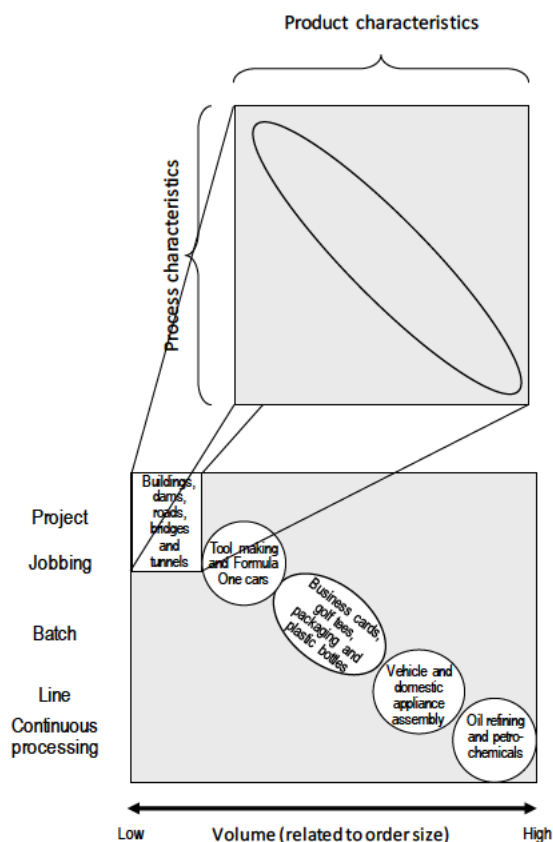 Product characteristics
Process characteristics
Buildings,
dams,
roads,
bridges
and
tunnels
Project
Jobbing
Tool making
and Formula
One cars
Batch
Business cards,
golf tees,
packaging and
plastic bottles
Line
Vehicle and
domestic
appliance
assembly
Continuous
processing
Oil refining
and petro-
chemicals
Low
Volume (related to order size)
High